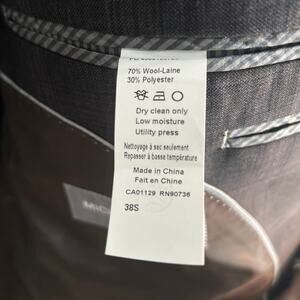 70% Wool-Laine
30% Polyester
Dry clean only
Low moisture
Utility press
Nettoyage à sec seulement
Repasser à basse température
Made in China
Fait en Chine
CA01129 RN90736
38S